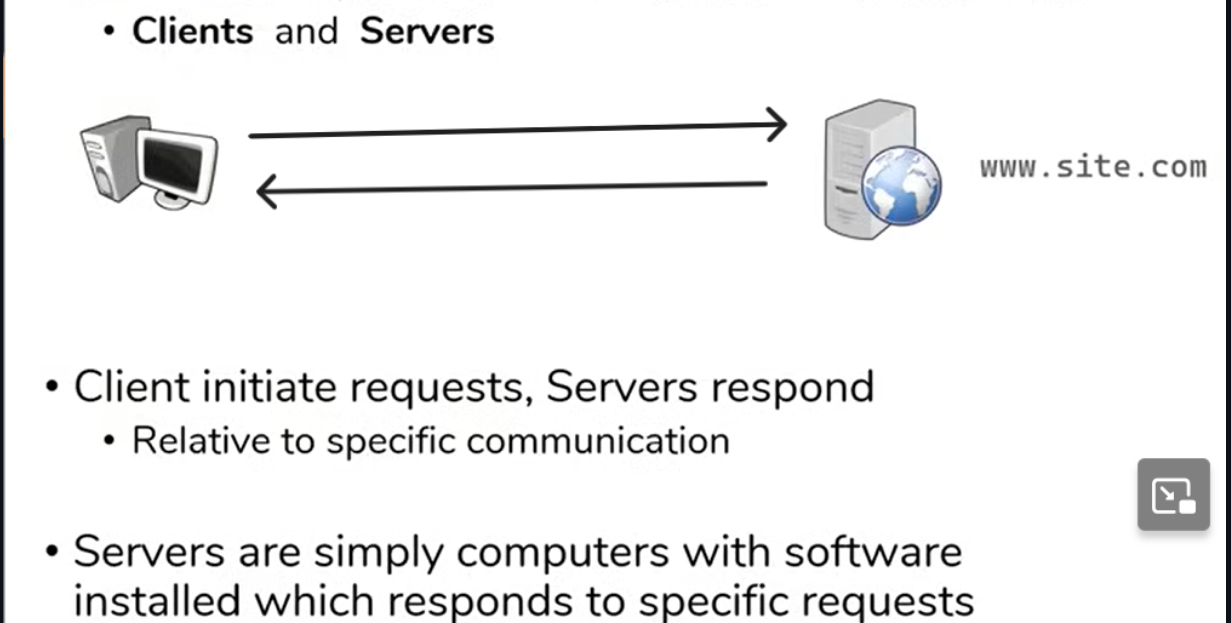 • Clients and Servers
www.site.com
• Client initiate requests, Servers respond
• Relative to specific communication
• Servers are simply computers with software
installed which responds to specific requests